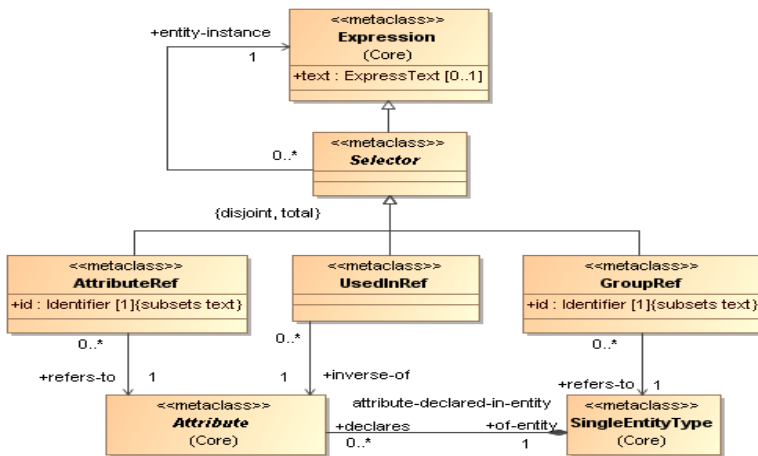 <<metaclass>>
Expression
(Core)
+text : ExpressText [0..1]
+entity-instance
1
0..*
<<metaclass>>
Selector
{disjoint, total}
<<metaclass>>
AttributeRef
+id : Identifier [1]{subsets text}
<<metaclass>>
UsedInRef
<<metaclass>>
GroupRef
+id : Identifier [1]{subsets text}
0..*
0..*
0..*
+refers-to
1
1
+inverse-of
+refers-to
1
<<metaclass>>
Attribute
(Core)
attribute-declared-in-entity
+declares
0..*
+of-entity
1
<<metaclass>>
SingleEntityType
(Core)